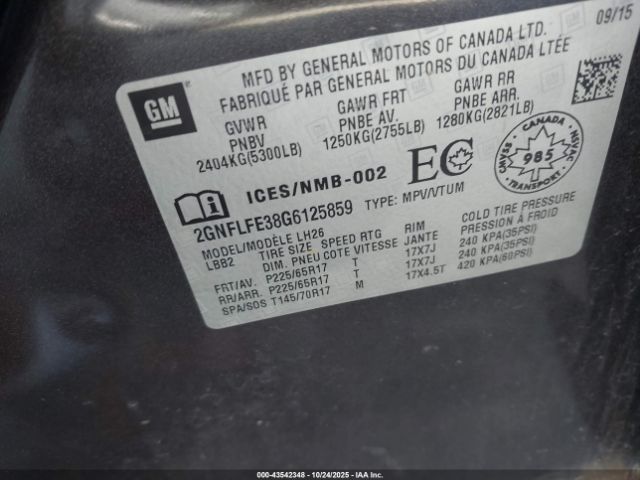 09/15
MFD BY GENERAL MOTORS OF CANADA LTD.
FABRIQUÉ PAR GENERAL MOTORS DU CANADA LTÉE
GM
GVWR GAWR FRT GAWR RR
PNBV PNBE AV. PNBE ARR.
2404KG(5300LB) 1250KG(2755LB) 1280KG(2821LB)
ICES/NMB-002 EC
CANADA
CMVSS 985 NSVAC
CANADA
2GNFLFE38G6125859 TYPE: MPV/VTUM
MODEL/MODÈLE LH26
LBB2 TIRE SIZE SPEED RTG RIM COLD TIRE PRESSURE
DIM. PNEU COTE VITESSE JANTE PRESSION À FROID
FRT/AV. P225/65R17 T 17X7J 240 KPA(35PSI)
RR/ARR. P225/65R17 T 17X7J 240 KPA(35PSI)
SPA/SOS T145/70R17 M 17X4.5T 420 KPA(60PSI)
000-43542348 | 10/24/2025 | IAA Inc.